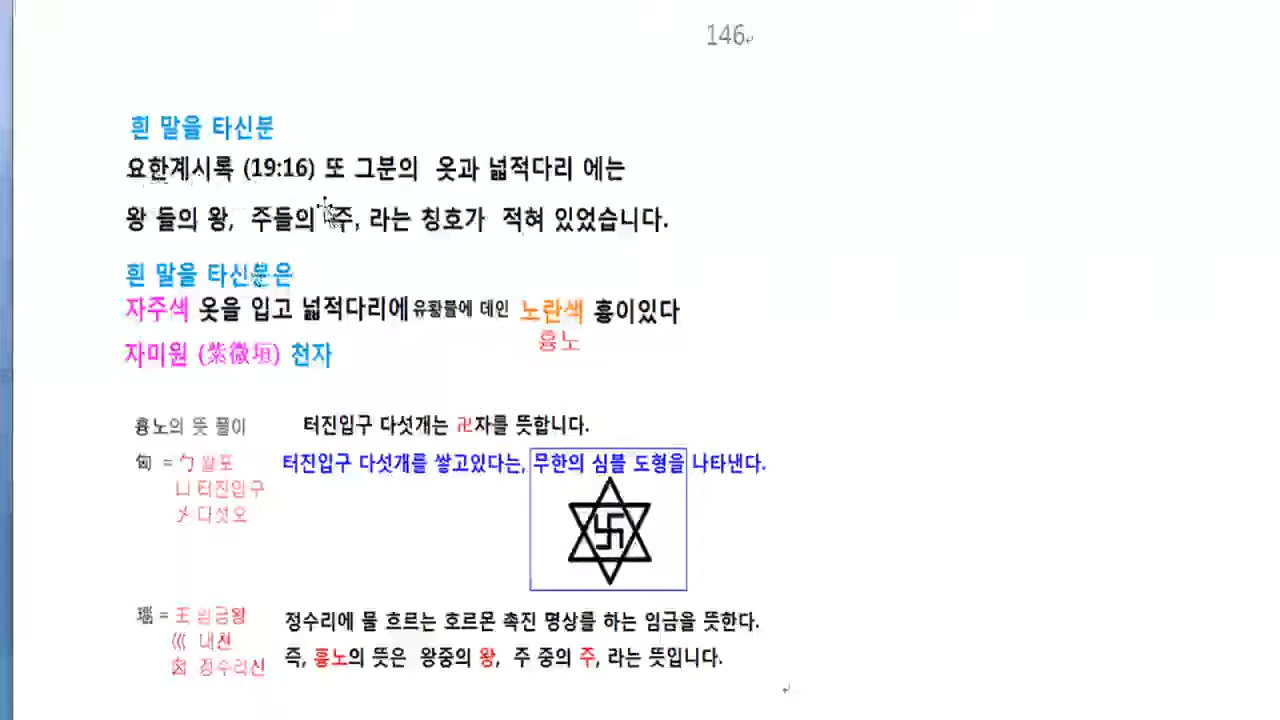 146
흰 말을 타신분
요한계시록 (19:16) 또 그분의 옷과 넓적다리 에는
왕 들의 왕, 주들의 주, 라는 칭호가 적혀 있었습니다.
흰 말을 타신분은
자주색 옷을 입고 넓적다리에 유황불에 데인 노란색 흉이있다
흉노
자미원 (紫微垣) 천자
흉노의 뜻 풀이 터진입구 다섯개는 卍자를 뜻합니다.
匈 = 勹 쌀포 터진입구 다섯개를 쌓고있다는, 무한의 심볼 도형을 나타낸다.
凵 터진입구
㐅 다섯오
瑙 = 王 임금왕 정수리에 물 흐르는 호르몬 촉진 명상를 하는 임금을 뜻한다.
巛 내천
囟 정수리신 즉, 흉노의 뜻은 왕중의 왕, 주 중의 주, 라는 뜻입니다.